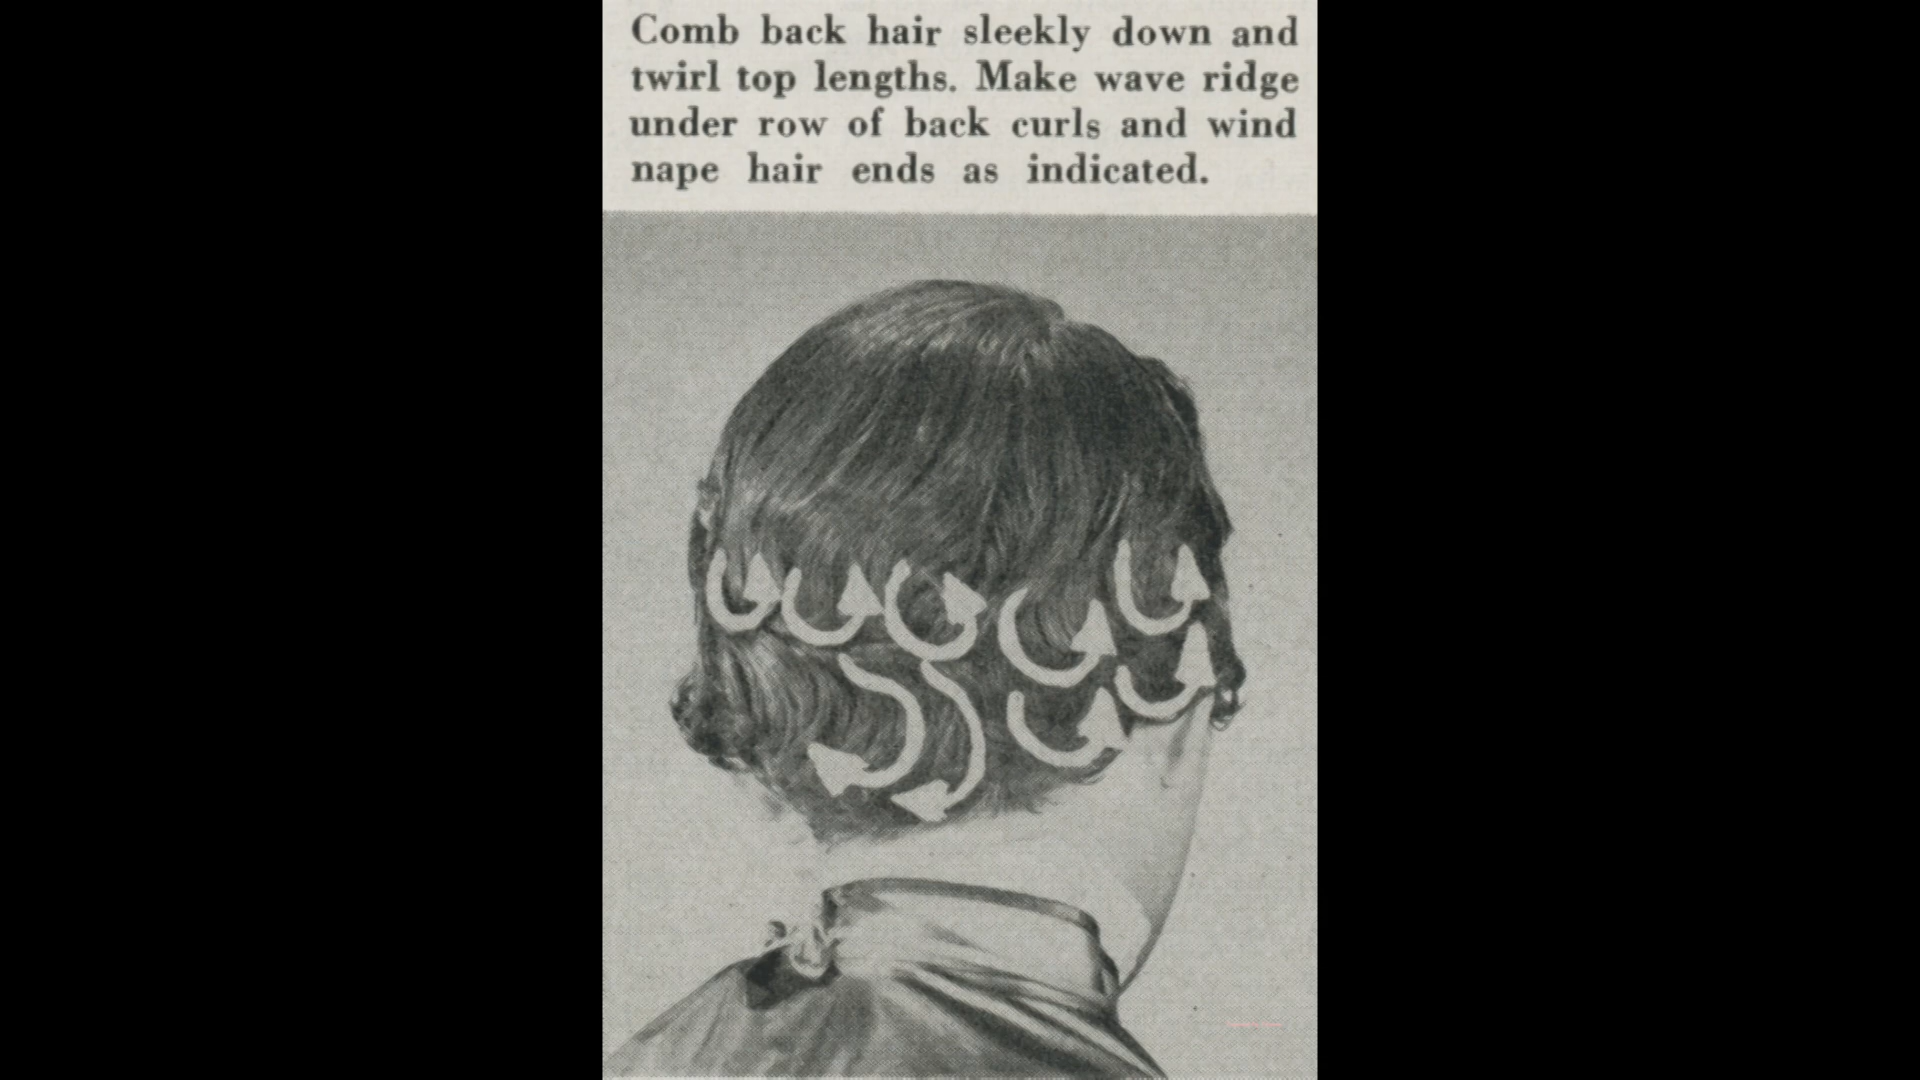 Comb back hair sleekly down and
twirl top lengths. Make wave ridge
under row of back curls and wind
nape hair ends as indicated.